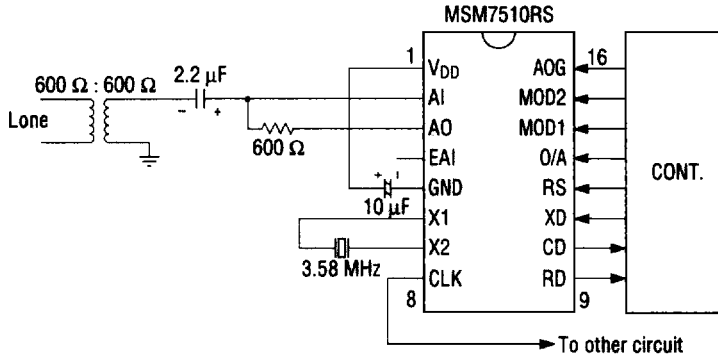 MSM7510RS
1
16
600 Ω : 600 Ω
2.2 μF
Lone
− +
600 Ω
+ -
10 μF
3.58 MHz
VDD
AI
AO
EAI
GND
X1
X2
CLK
AOG
MOD2
MOD1
O/A
RS
XD
CD
RD
CONT.
8
9
To other circuit